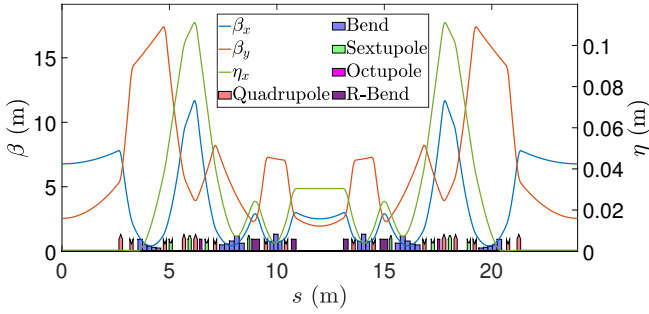 β_x
β_y
η_x
Quadrupole
Bend
Sextupole
Octupole
R-Bend
β (m)
15
10
5
0
η (m)
0.1
0.08
0.06
0.04
0.02
0
0 5 10 15 20
s (m)